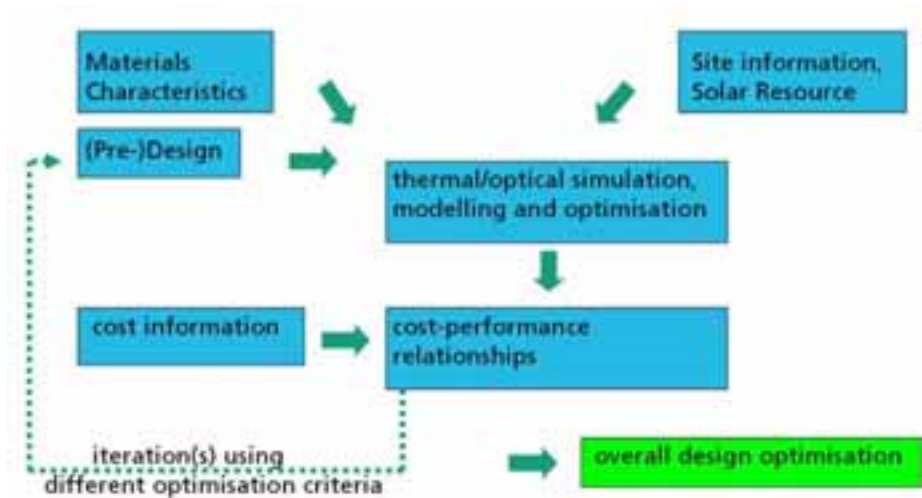 Materials
Characteristics
Site information,
Solar Resource
(Pre-)Design
thermal/optical simulation,
modelling and optimisation
cost information
cost-performance
relationships
iteration(s) using
different optimisation criteria
overall design optimisation